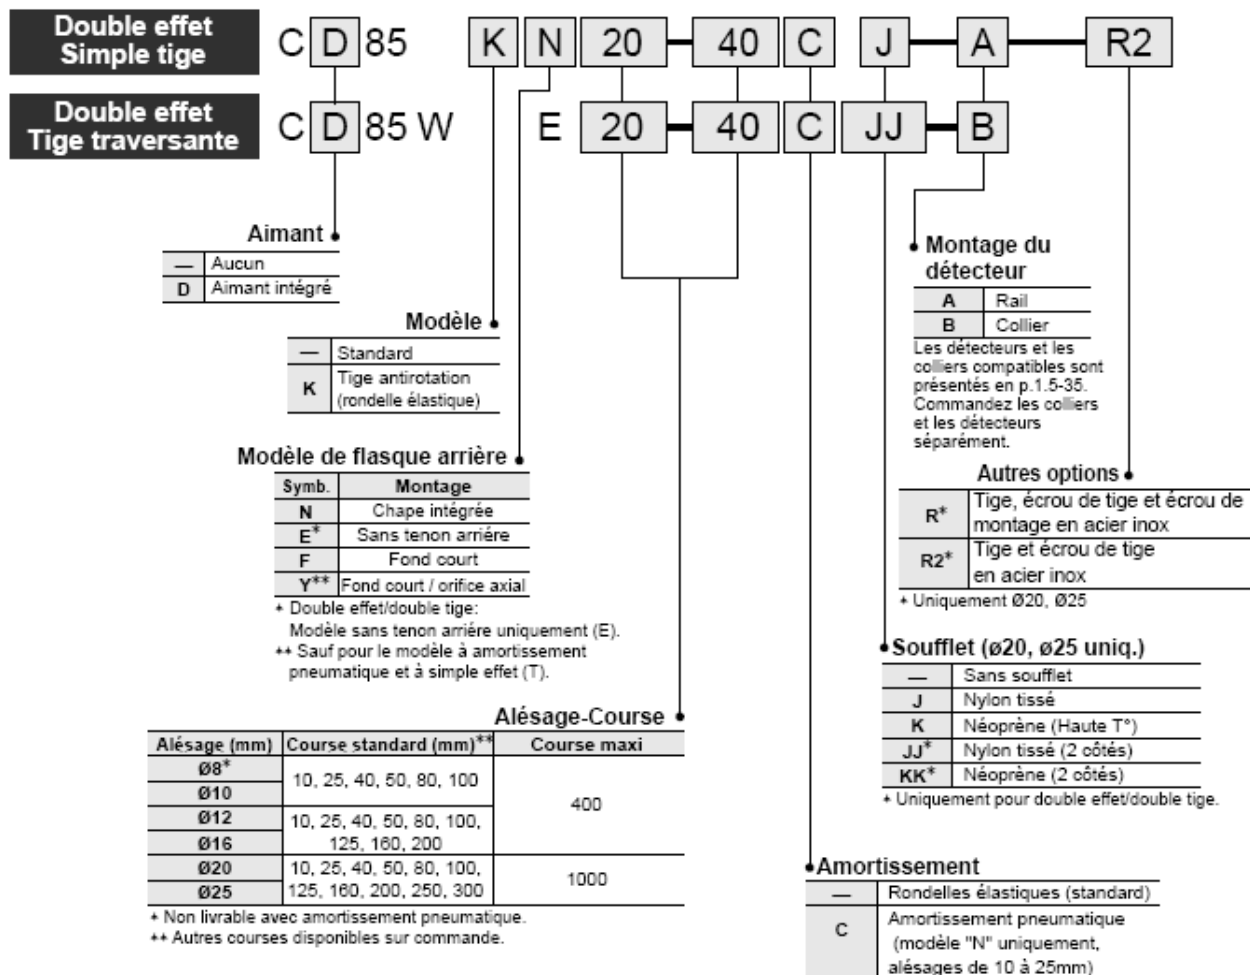 Double effet
Simple tige
C D 85 K N 20 40 C J A R2
Double effet
Tige traversante
C D 85 W E 20 40 C JJ B
Aimant
— Aucun
D Aimant intégré
Modèle
— Standard
K Tige antirotation
(rondelle élastique)
Modèle de flasque arrière
Symb. Montage
N Chape intégrée
E* Sans tenon arriére
F Fond court
Y** Fond court / orifice axial
* Double effet/double tige:
Modèle sans tenon arriére uniquement (E).
** Sauf pour le modèle à amortissement
pneumatique et à simple effet (T).
Montage du
détecteur
A Rail
B Collier
Les détecteurs et les
colliers compatibles sont
présentés en p.1.5-35.
Commandez les colliers
et les détecteurs
séparément.
Autres options
R* Tige, écrou de tige et écrou de
montage en acier inox
R2* Tige et écrou de tige
en acier inox
* Uniquement Ø20, Ø25
Soufflet (ø20, ø25 uniq.)
— Sans soufflet
J Nylon tissé
K Néoprène (Haute T°)
JJ* Nylon tissé (2 côtés)
KK* Néoprène (2 côtés)
* Uniquement pour double effet/double tige.
Alésage-Course
Alésage (mm) Course standard (mm)** Course maxi
Ø8*
Ø10
10, 25, 40, 50, 80, 100
Ø12
Ø16
10, 25, 40, 50, 80, 100,
125, 160, 200
400
Ø20
Ø25
10, 25, 40, 50, 80, 100,
125, 160, 200, 250, 300
1000
* Non livrable avec amortissement pneumatique.
** Autres courses disponibles sur commande.
Amortissement
— Rondelles élastiques (standard)
C Amortissement pneumatique
(modèle "N" uniquement,
alésages de 10 à 25mm)